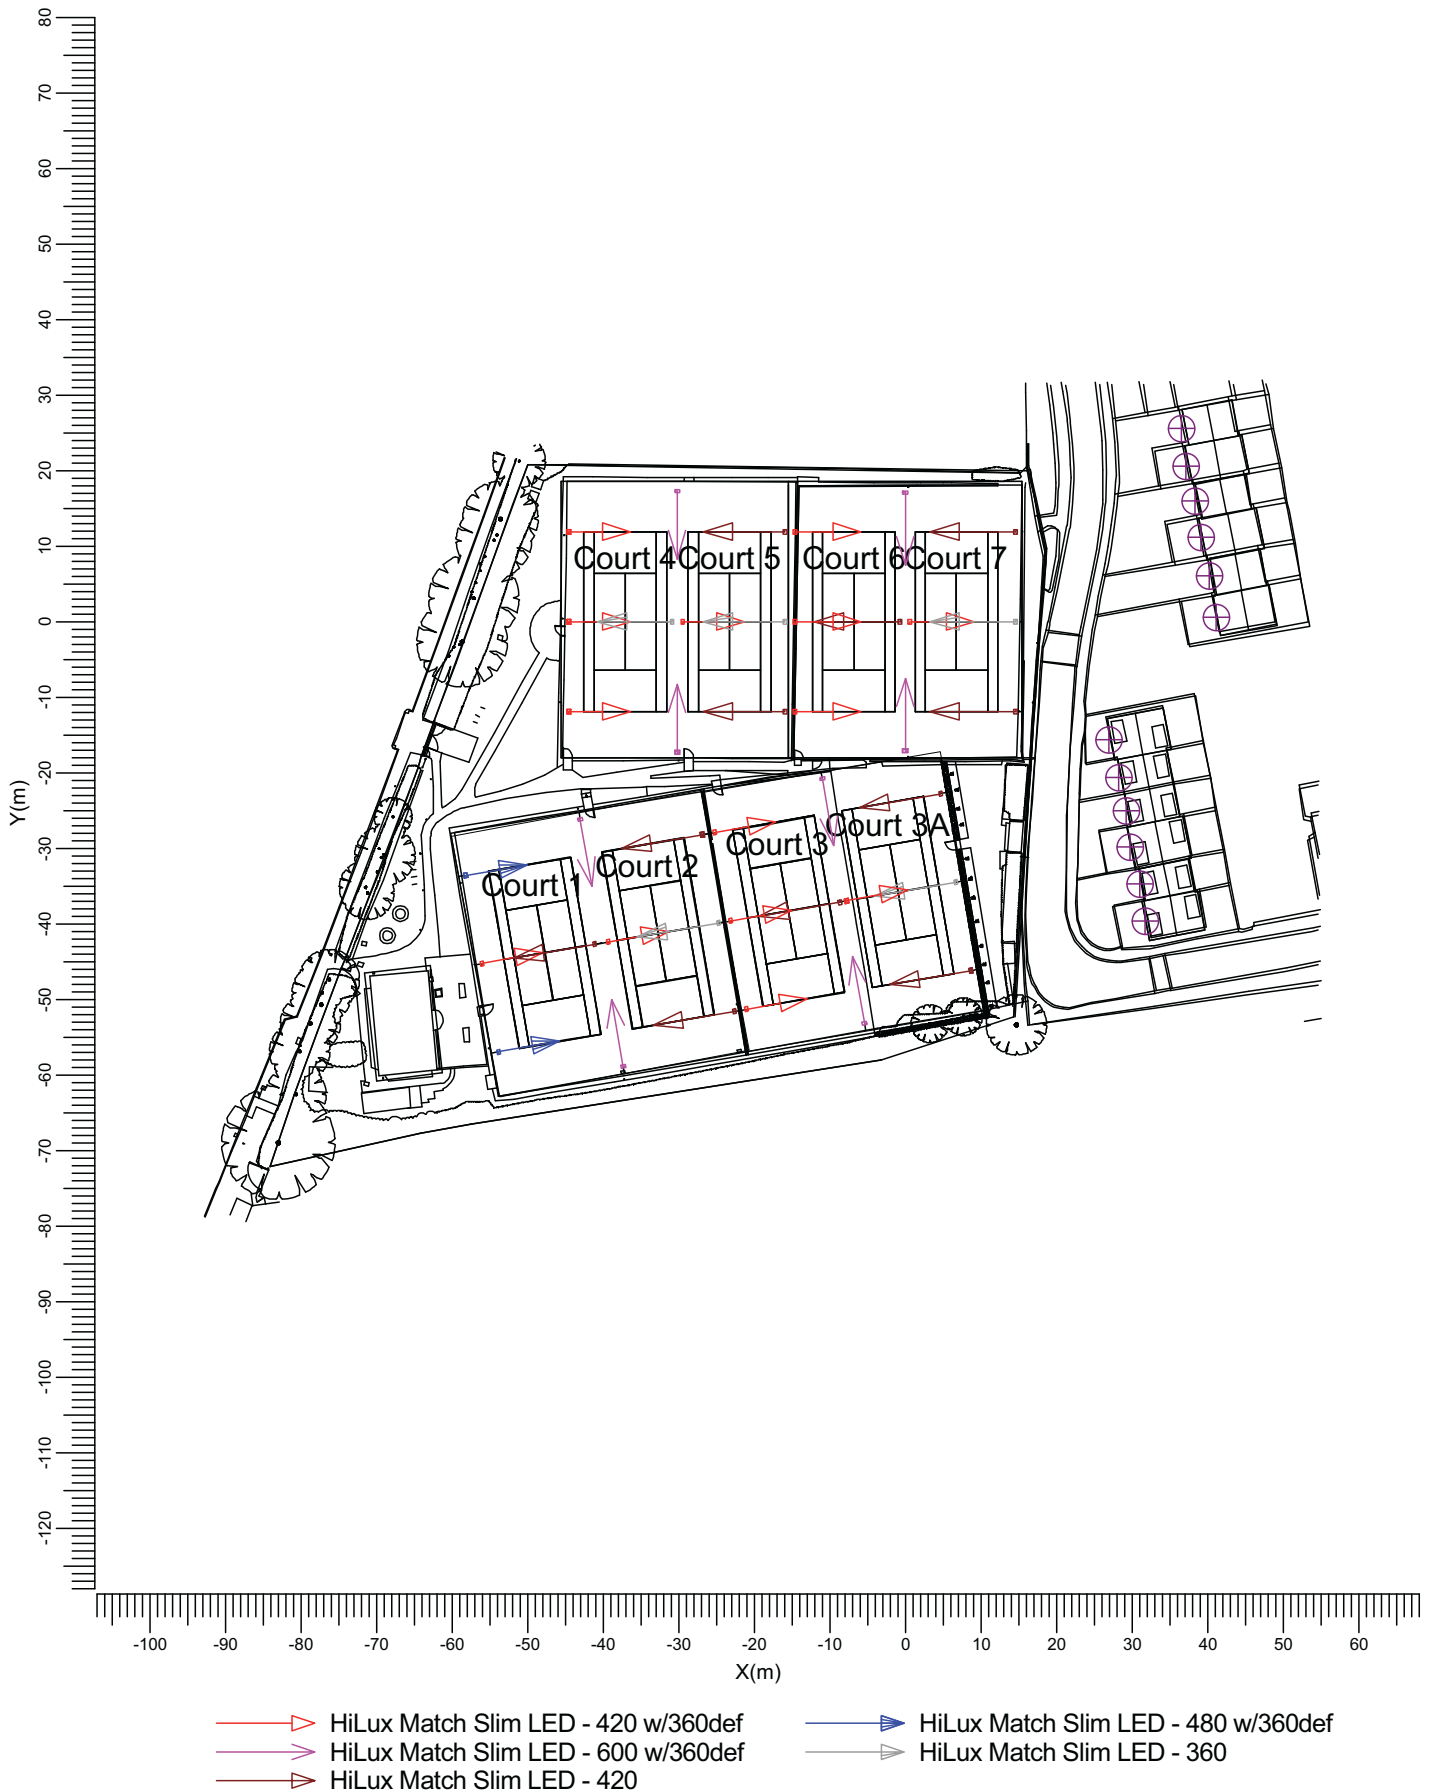 80
70
60
50
40
30
20
10
0
-10
-20
-30
-40
-50
-60
-70
-80
-90
-100
-110
-120
Y(m)
Court 4 Court 5 Court 6 Court 7
Court 1 Court 2 Court 3 Court 3A
-100 -90 -80 -70 -60 -50 -40 -30 -20 -10 0 10 20 30 40 50 60
X(m)
HiLux Match Slim LED - 420 w/360def
HiLux Match Slim LED - 480 w/360def
HiLux Match Slim LED - 600 w/360def
HiLux Match Slim LED - 360
HiLux Match Slim LED - 420